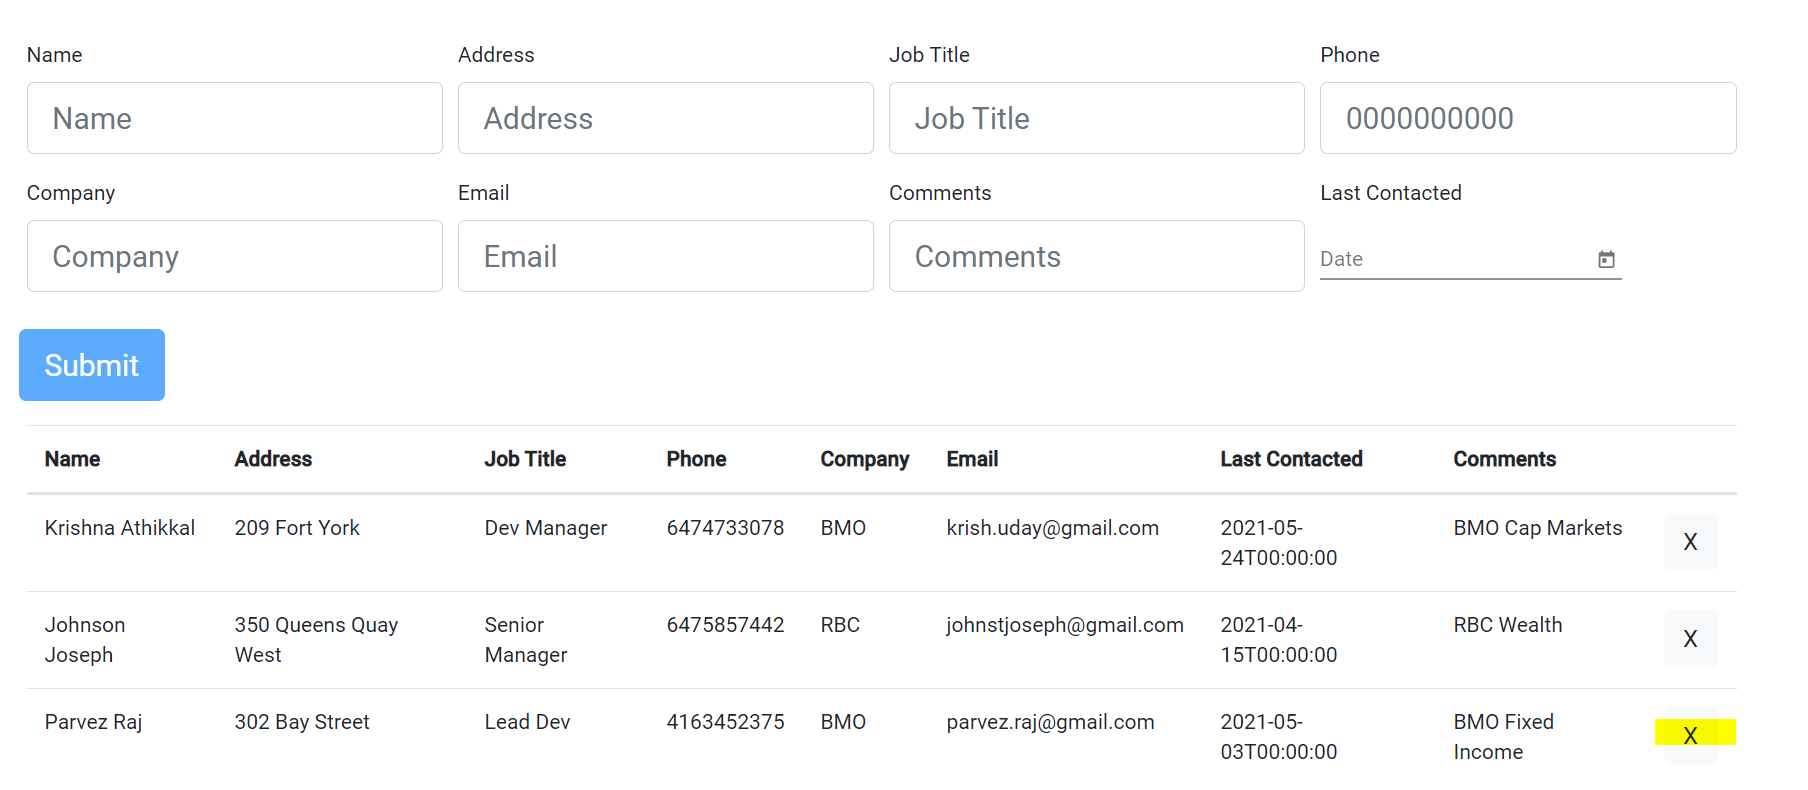 Name Address Job Title Phone
Name Address Job Title 0000000000
Company Email Comments Last Contacted
Company Email Comments Date
Submit
Name Address Job Title Phone Company Email Last Contacted Comments
Krishna Athikkal 209 Fort York Dev Manager 6474733078 BMO krish.uday@gmail.com 2021-05- BMO Cap Markets X
24T00:00:00
Johnson 350 Queens Quay Senior 6475857442 RBC johnstjoseph@gmail.com 2021-04- RBC Wealth X
Joseph West Manager 15T00:00:00
Parvez Raj 302 Bay Street Lead Dev 4163452375 BMO parvez.raj@gmail.com 2021-05- BMO Fixed X
03T00:00:00 Income